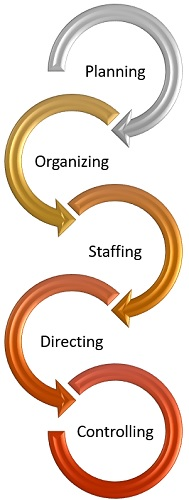 Planning
Organizing
Staffing
Directing
Controlling